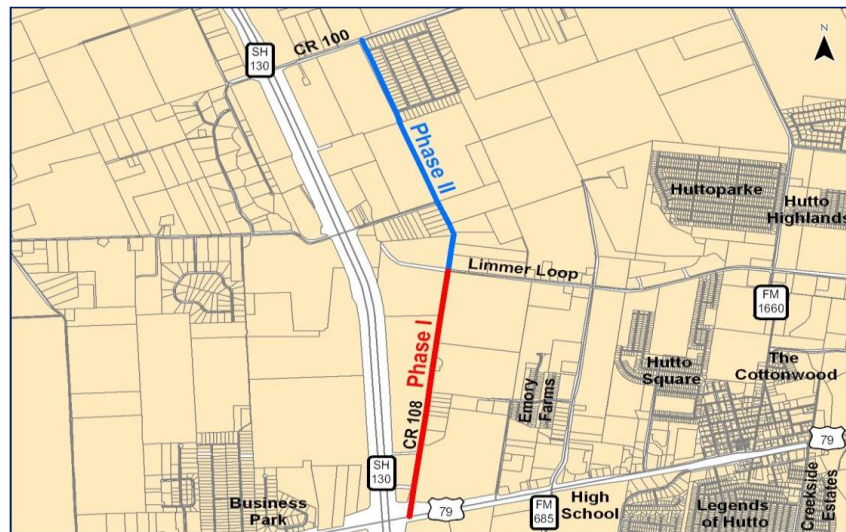 CR 100
SH
130
N
Phase II
Huttoparke
Hutto
Highlands
Limmer Loop
FM
1660
Phase I
CR 108
Emory
Farms
Hutto
Square
The
Cottonwood
79
SH
130
Business
Park
79
FM
685
High
School
Legends
of Hutto
Creekside
Estates